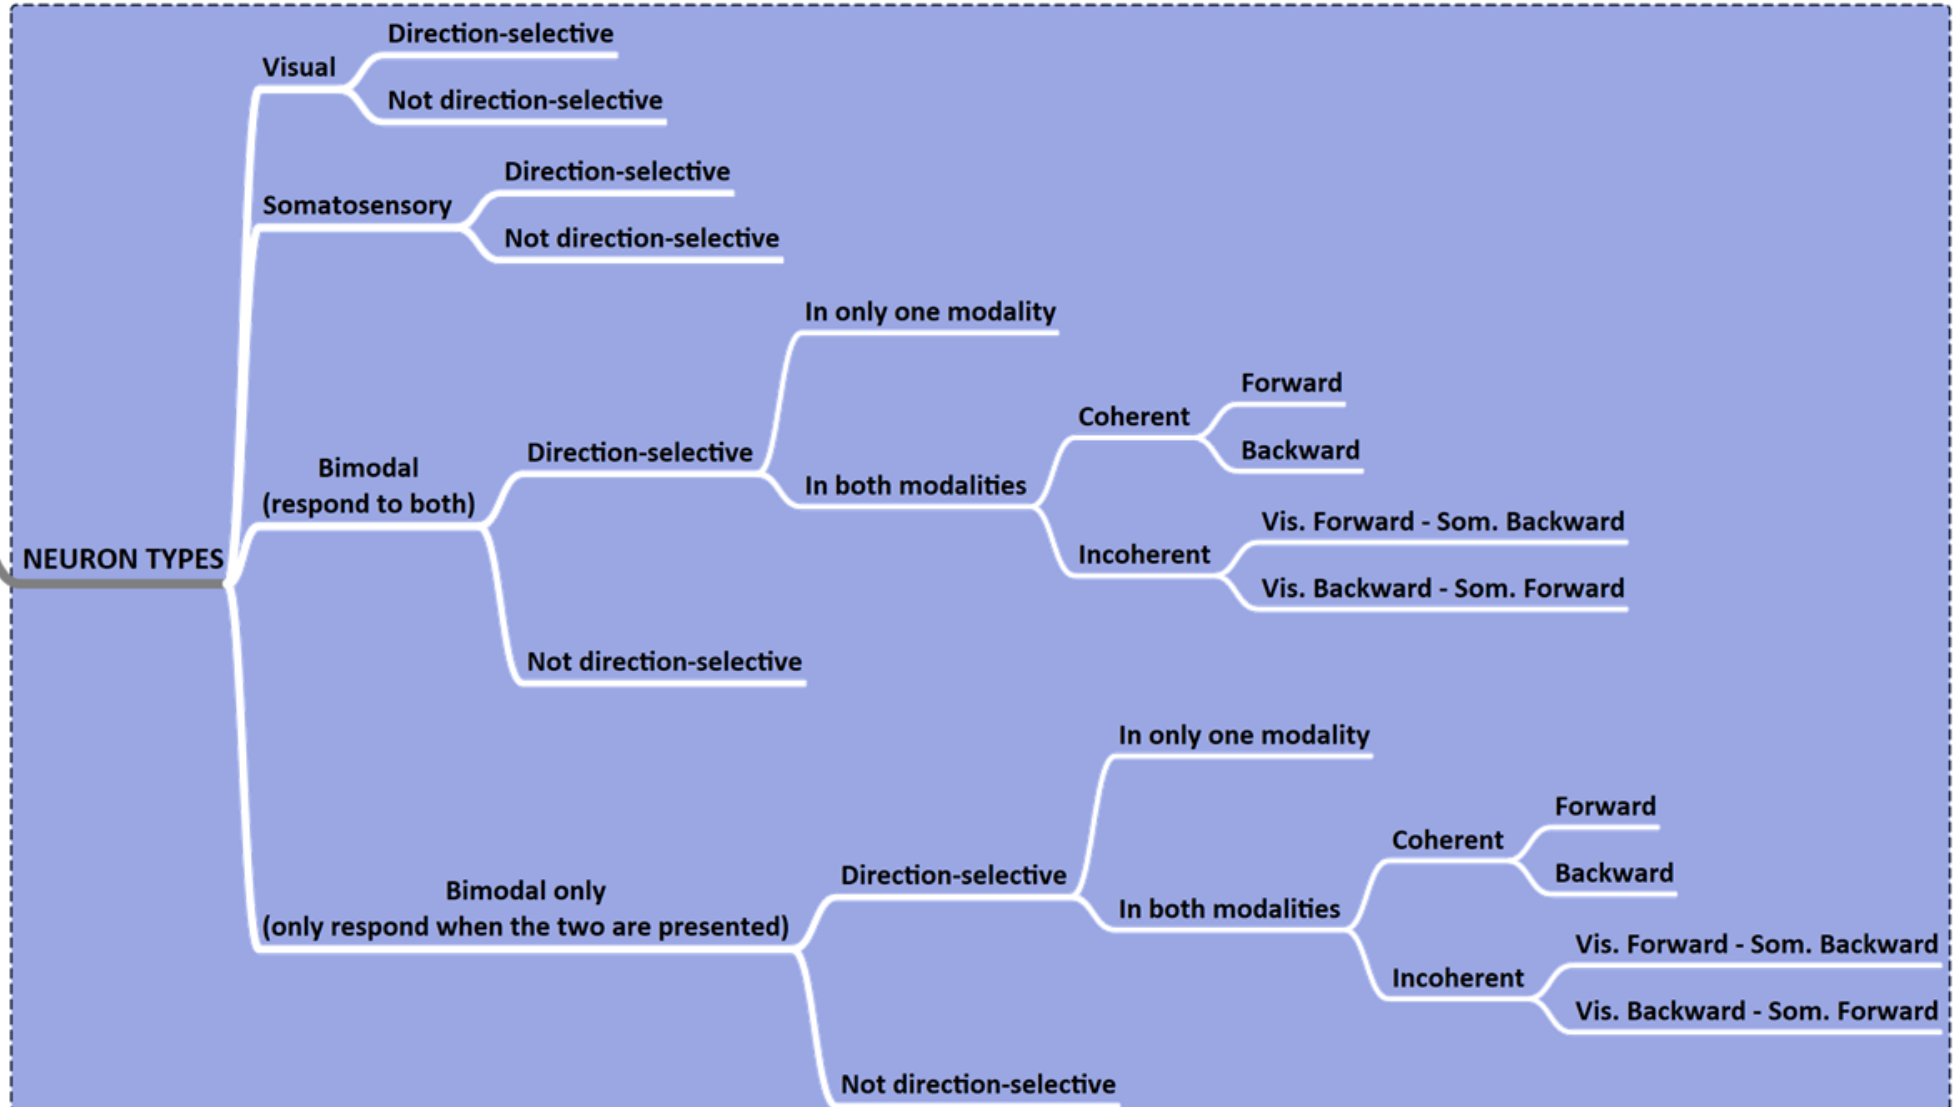 Direction-selective
Visual
Not direction-selective
Direction-selective
Somatosensory
Not direction-selective
In only one modality
Forward
Coherent
Backward
Direction-selective
Bimodal
(respond to both)
In both modalities
Vis. Forward - Som. Backward
Incoherent
Vis. Backward - Som. Forward
NEURON TYPES
Not direction-selective
In only one modality
Forward
Coherent
Backward
Direction-selective
Bimodal only
(only respond when the two are presented)
In both modalities
Vis. Forward - Som. Backward
Incoherent
Vis. Backward - Som. Forward
Not direction-selective